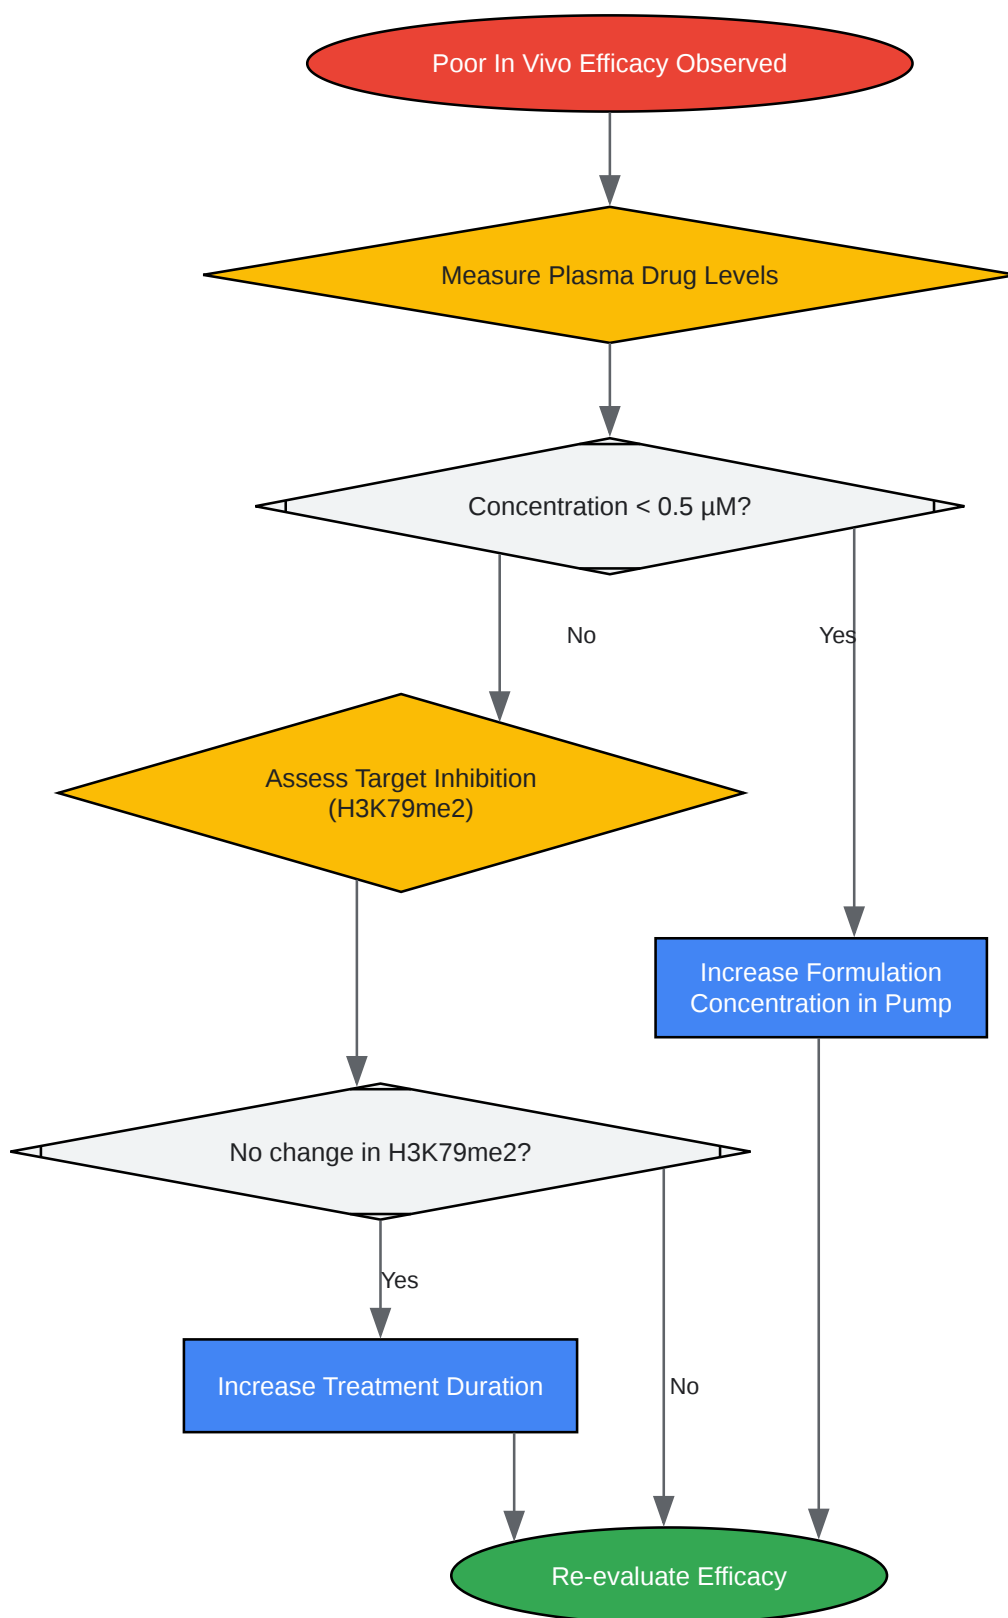 Poor In Vivo Efficacy Observed
Measure Plasma Drug Levels
Concentration < 0.5 µM?
No
Yes
Assess Target Inhibition
(H3K79me2)
Increase Formulation
Concentration in Pump
No change in H3K79me2?
Yes
Increase Treatment Duration
No
Re-evaluate Efficacy